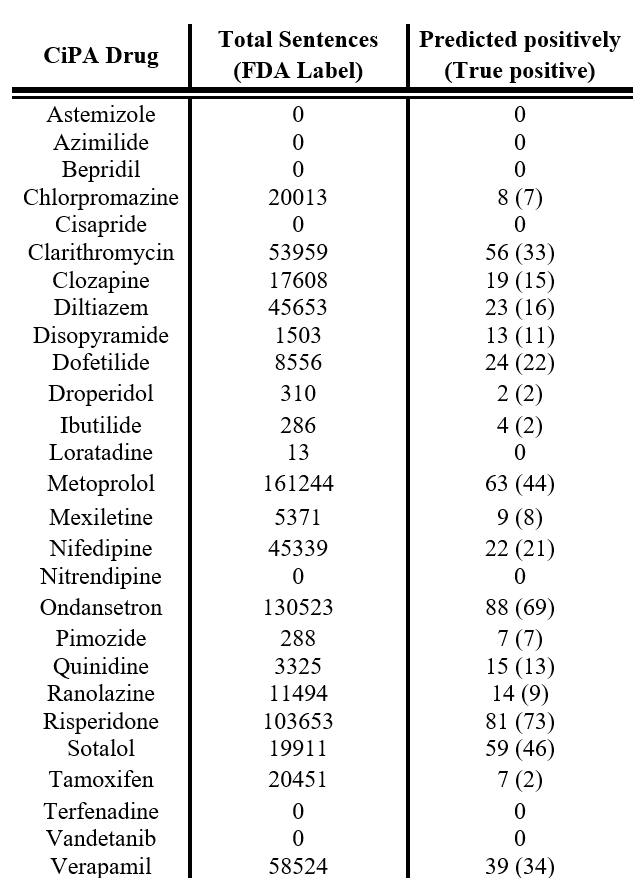 CiPA Drug Total Sentences (FDA Label) Predicted positively (True positive)
Astemizole 0 0
Azimilide 0 0
Bepridil 0 0
Chlorpromazine 20013 8 (7)
Cisapride 0 0
Clarithromycin 53959 56 (33)
Clozapine 17608 19 (15)
Diltiazem 45653 23 (16)
Disopyramide 1503 13 (11)
Dofetilide 8556 24 (22)
Droperidol 310 2 (2)
Ibutilide 286 4 (2)
Loratadine 13 0
Metoprolol 161244 63 (44)
Mexiletine 5371 9 (8)
Nifedipine 45339 22 (21)
Nitrendipine 0 0
Ondansetron 130523 88 (69)
Pimozide 288 7 (7)
Quinidine 3325 15 (13)
Ranolazine 11494 14 (9)
Risperidone 103653 81 (73)
Sotalol 19911 59 (46)
Tamoxifen 20451 7 (2)
Terfenadine 0 0
Vandetanib 0 0
Verapamil 58524 39 (34)